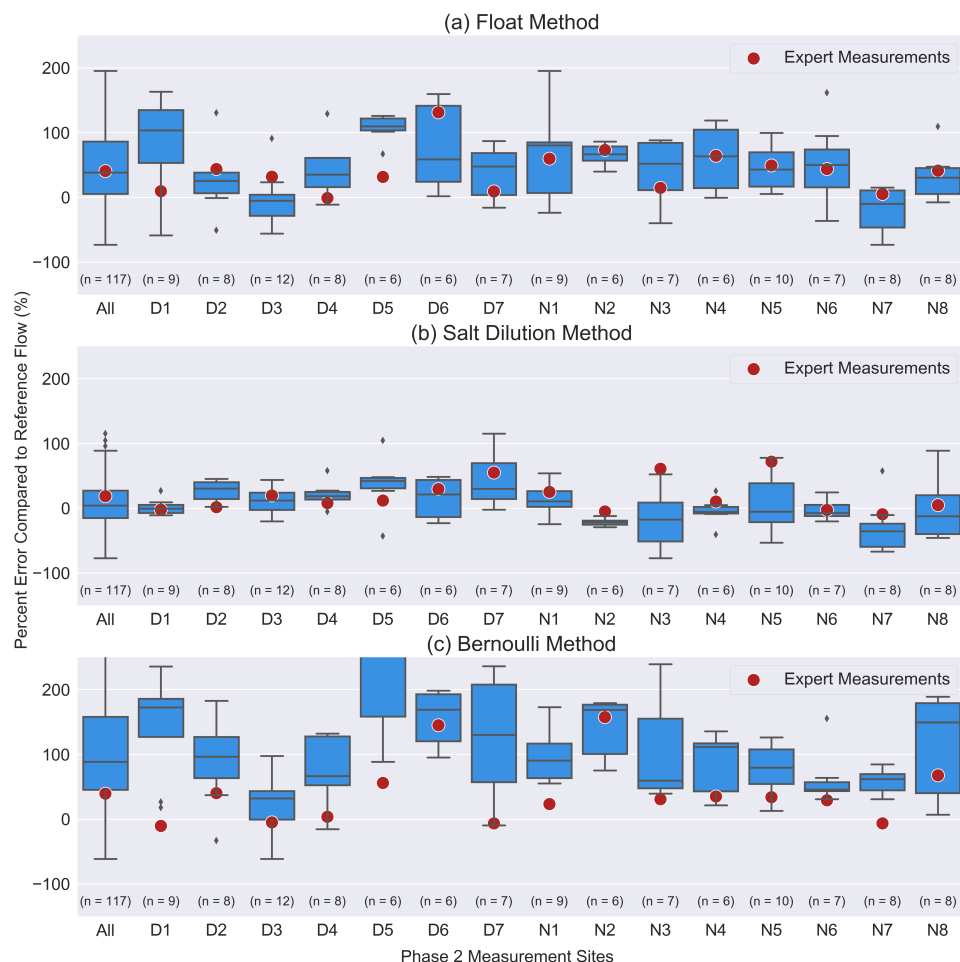 (a) Float Method
Expert Measurements
200
100
0
−100
(n = 117) (n = 9) (n = 8) (n = 12) (n = 8) (n = 6) (n = 6) (n = 7) (n = 9) (n = 6) (n = 7) (n = 6) (n = 10) (n = 7) (n = 8) (n = 8)
All D1 D2 D3 D4 D5 D6 D7 N1 N2 N3 N4 N5 N6 N7 N8
Percent Error Compared to Reference Flow (%)
(b) Salt Dilution Method
Expert Measurements
200
100
0
−100
(n = 117) (n = 9) (n = 8) (n = 12) (n = 8) (n = 6) (n = 6) (n = 7) (n = 9) (n = 6) (n = 7) (n = 6) (n = 10) (n = 7) (n = 8) (n = 8)
All D1 D2 D3 D4 D5 D6 D7 N1 N2 N3 N4 N5 N6 N7 N8
(c) Bernoulli Method
Expert Measurements
200
100
0
−100
(n = 117) (n = 9) (n = 8) (n = 12) (n = 8) (n = 6) (n = 6) (n = 7) (n = 9) (n = 6) (n = 7) (n = 6) (n = 10) (n = 7) (n = 8) (n = 8)
All D1 D2 D3 D4 D5 D6 D7 N1 N2 N3 N4 N5 N6 N7 N8
Phase 2 Measurement Sites